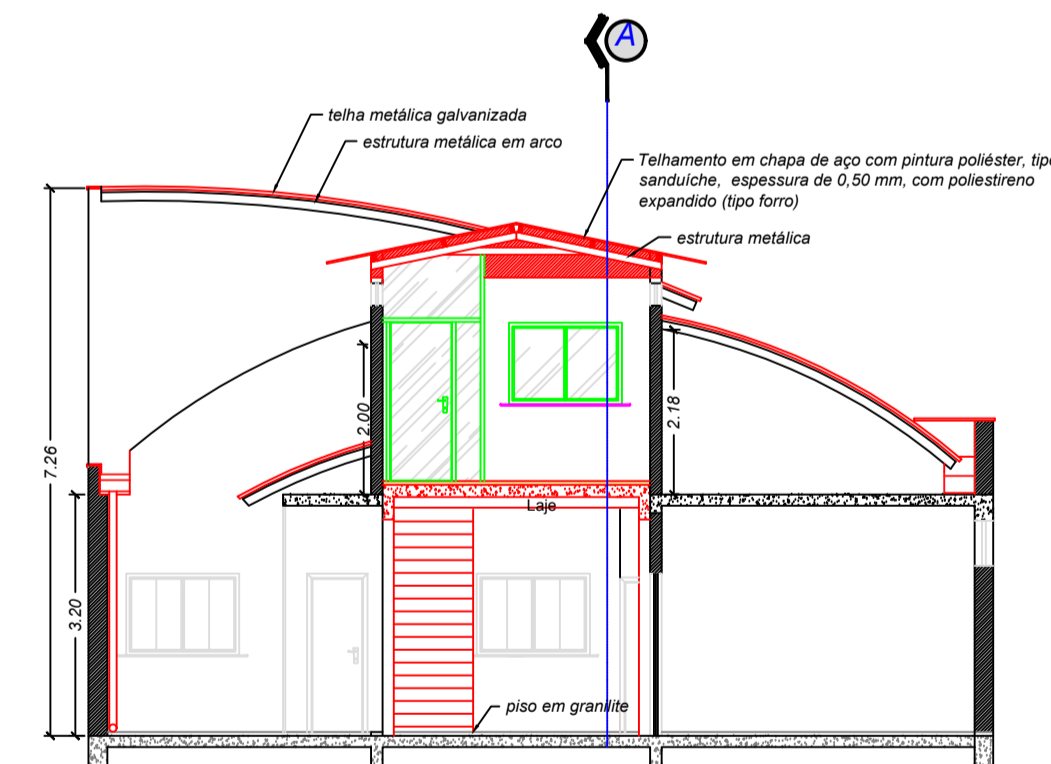 A
telha metálica galvanizada
estrutura metálica em arco
Telhamento em chapa de aço com pintura poliéster, tipo
sanduíche, espessura de 0,50 mm, com poliestireno
expandido (tipo forro)
estrutura metálica
2.00
2.18
7.26
Laje
3.20
piso em granilite